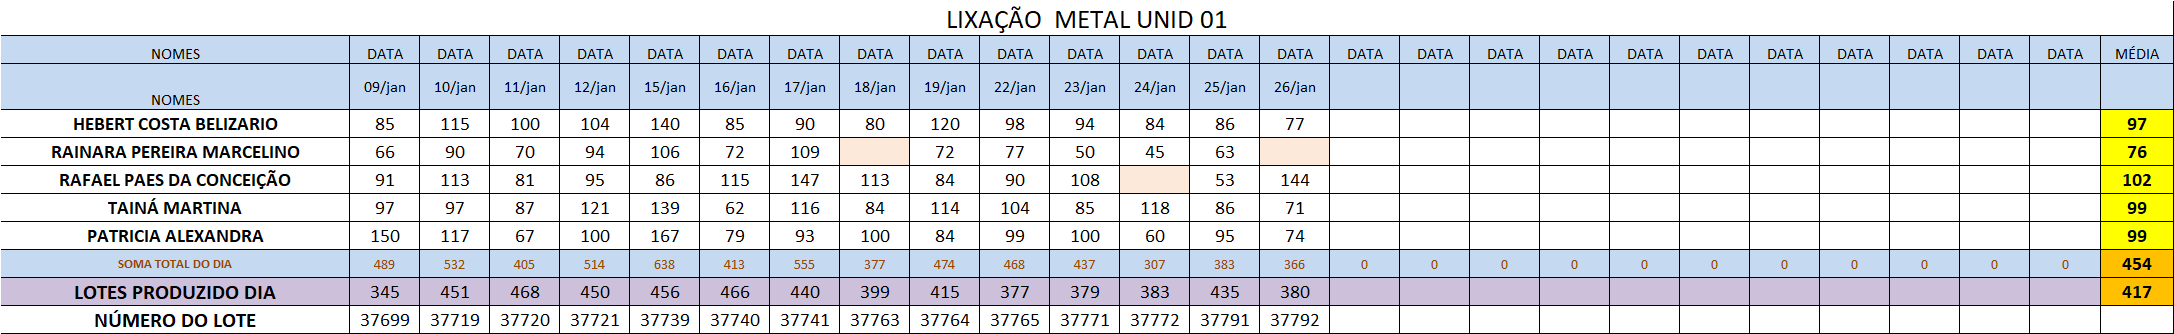 LIXAÇÃO  METAL UNID 01
NOMES DATA DATA DATA DATA DATA DATA DATA DATA DATA DATA DATA DATA DATA DATA DATA DATA DATA DATA DATA DATA DATA DATA DATA DATA DATA MÉDIA
NOMES 09/jan 10/jan 11/jan 12/jan 15/jan 16/jan 17/jan 18/jan 19/jan 22/jan 23/jan 24/jan 25/jan 26/jan
HEBERT COSTA BELIZARIO 85 115 100 104 140 85 90 80 120 98 94 84 86 77 97
RAINARA PEREIRA MARCELINO 66 90 70 94 106 72 109 72 77 50 45 63 76
RAFAEL PAES DA CONCEIÇÃO 91 113 81 95 86 115 147 113 84 90 108 53 144 102
TAINÁ MARTINA 97 97 87 121 139 62 116 84 114 104 85 118 86 71 99
PATRICIA ALEXANDRA 150 117 67 100 167 79 93 100 84 99 100 60 95 74 99
SOMA TOTAL DO DIA 489 532 405 514 638 413 555 377 474 468 437 307 383 366 0 0 0 0 0 0 0 0 0 0 0 454
LOTES PRODUZIDO DIA 345 451 468 450 456 466 440 399 415 377 379 383 435 380 417
NÚMERO DO LOTE 37699 37719 37720 37721 37739 37740 37741 37763 37764 37765 37771 37772 37791 37792